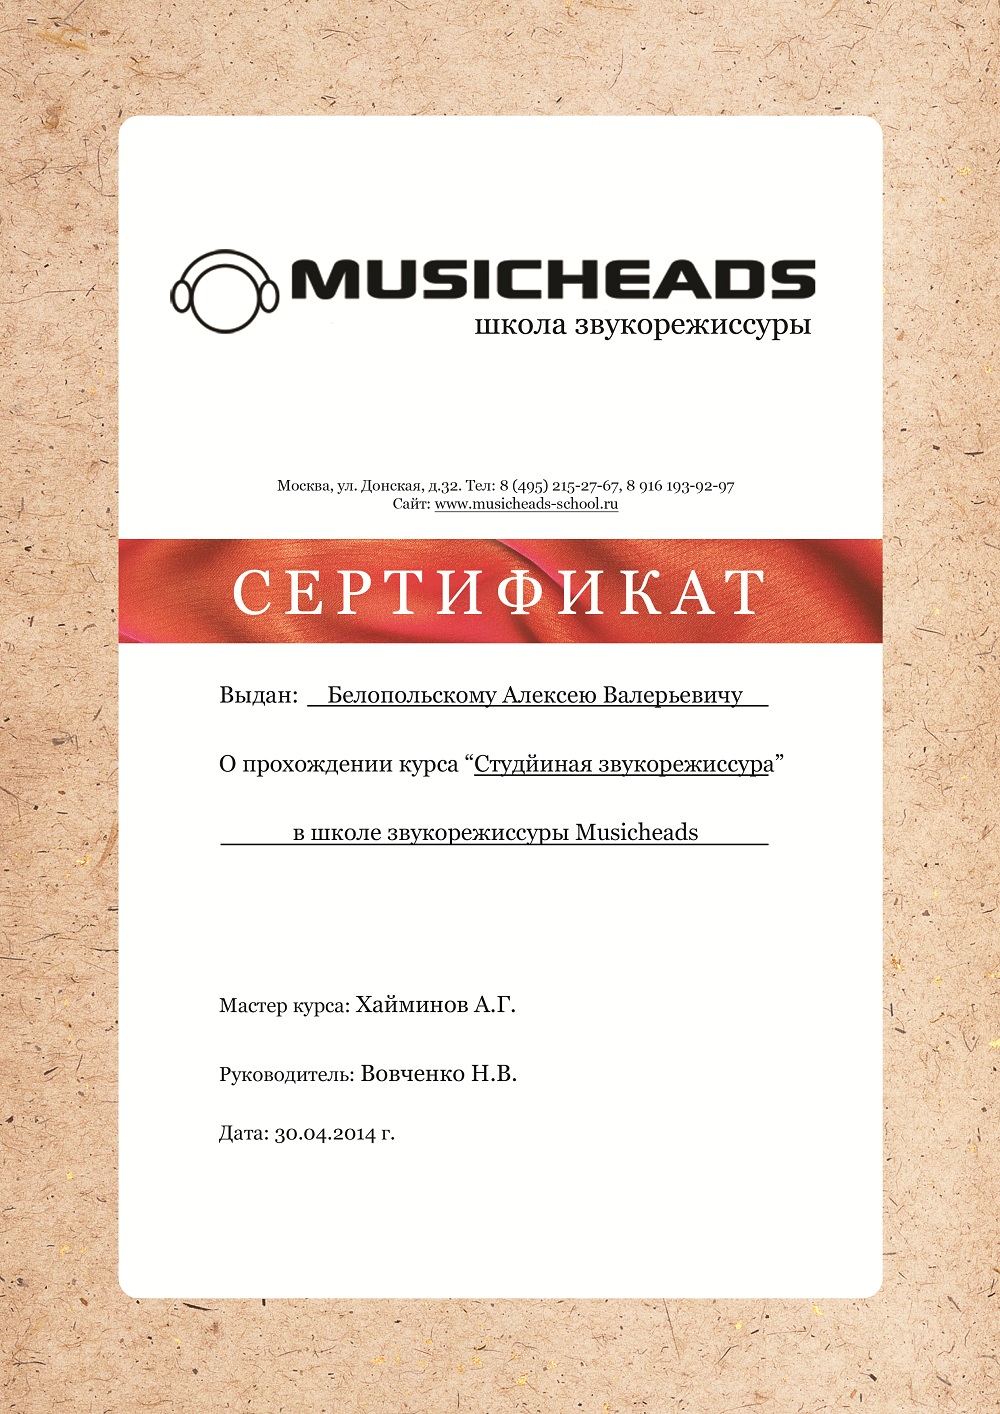 MUSICHEADS
школа звукорежиссуры
Москва, ул. Донская, д.32. Тел: 8 (495) 215-27-67, 8 916 193-92-97
Сайт: www.musicheads-school.ru
СЕРТИФИКАТ
Выдан: Белопольскому Алексею Валерьевичу
О прохождении курса “Студйиная звукорежиссура”
в школе звукорежиссуры Musicheads
Мастер курса: Хайминов А.Г.
Руководитель: Вовченко Н.В.
Дата: 30.04.2014 г.